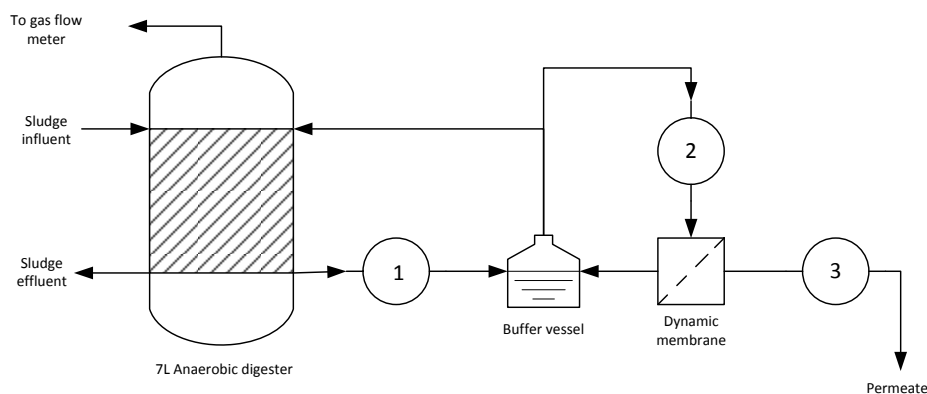 To gas flow
meter
Sludge
influent
2
Sludge
effluent
1
3
Buffer vessel
Dynamic
membrane
7L Anaerobic digester
Permeate